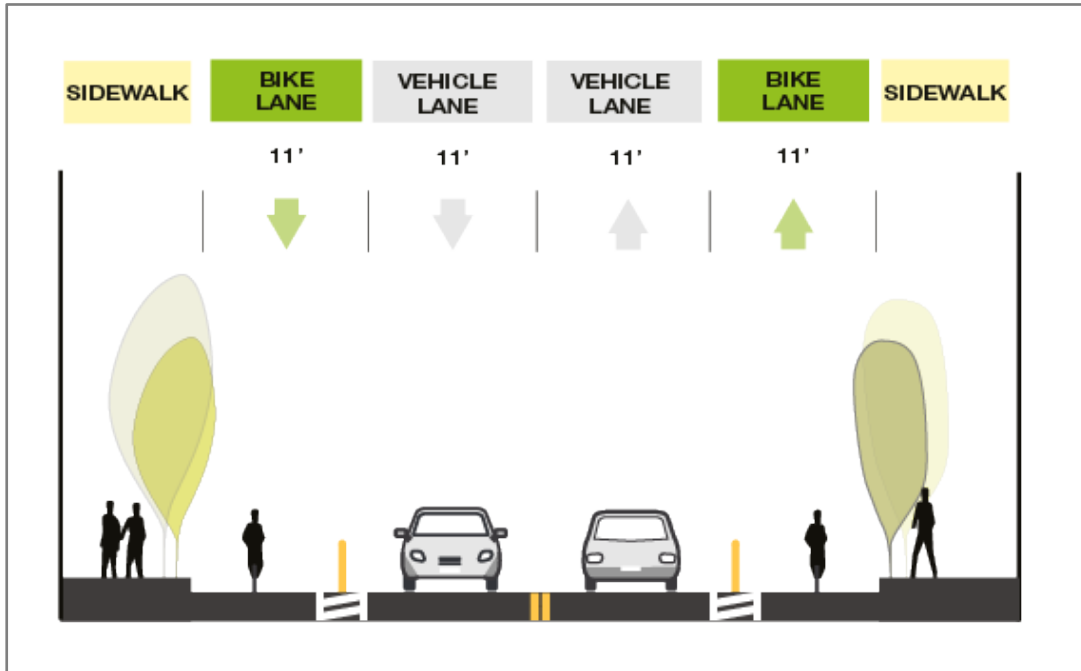 SIDEWALK
BIKE
LANE
VEHICLE
LANE
VEHICLE
LANE
BIKE
LANE
SIDEWALK
11'
11'
11'
11'